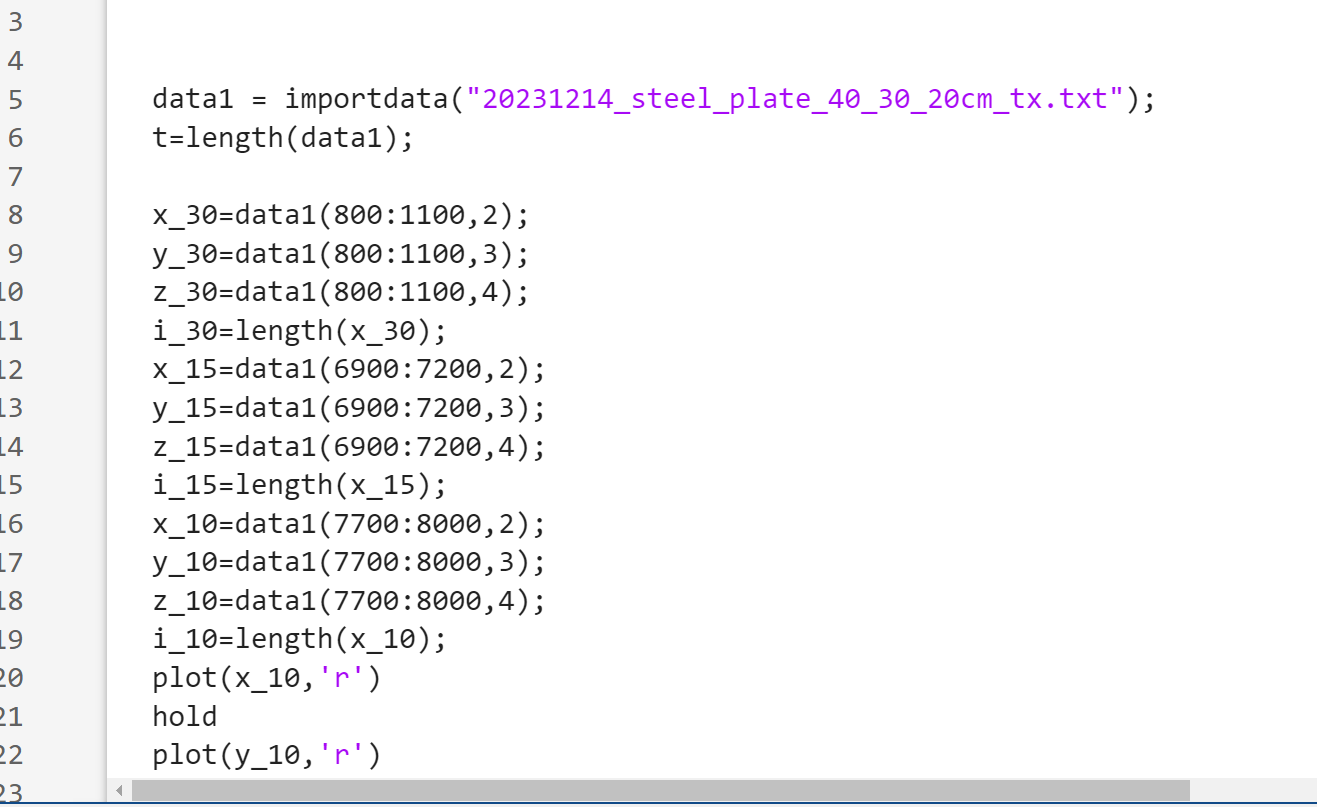 3
4
5 data1 = importdata("20231214_steel_plate_40_30_20cm_tx.txt");
6 t=length(data1);
7
8 x_30=data1(800:1100,2);
9 y_30=data1(800:1100,3);
10 z_30=data1(800:1100,4);
11 i_30=length(x_30);
12 x_15=data1(6900:7200,2);
13 y_15=data1(6900:7200,3);
14 z_15=data1(6900:7200,4);
15 i_15=length(x_15);
16 x_10=data1(7700:8000,2);
17 y_10=data1(7700:8000,3);
18 z_10=data1(7700:8000,4);
19 i_10=length(x_10);
20 plot(x_10,'r')
21 hold
22 plot(y_10,'r')
23